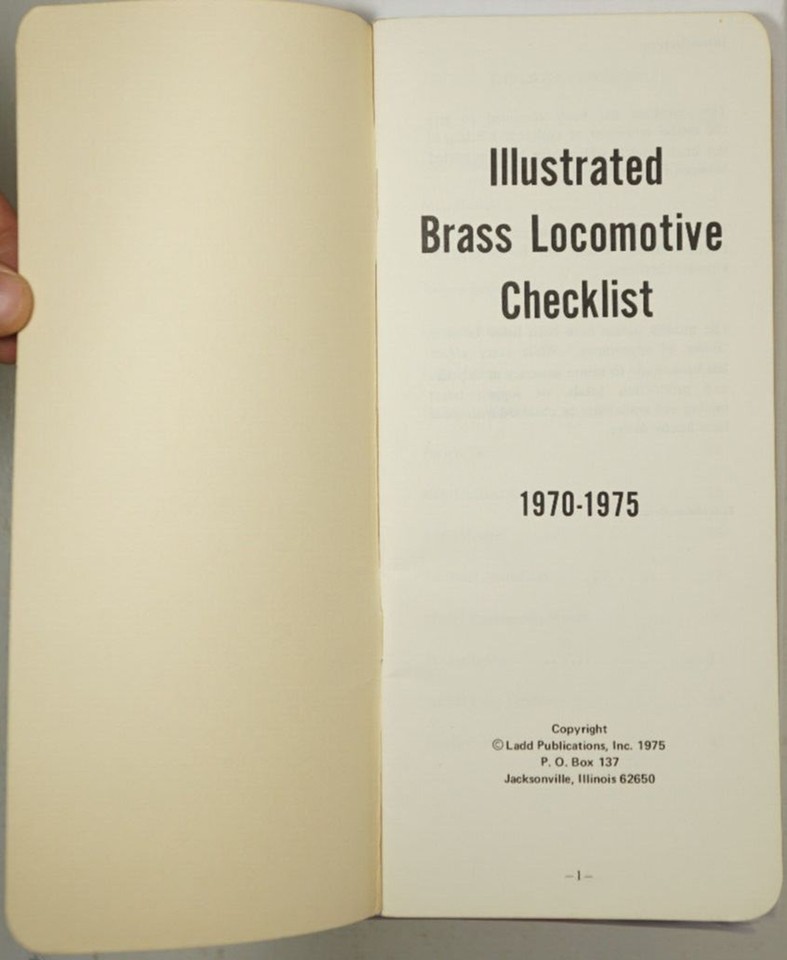 Illustrated
Brass Locomotive
Checklist
1970-1975
Copyright
©Ladd Publications, Inc. 1975
P. O. Box 137
Jacksonville, Illinois 62650
–1–